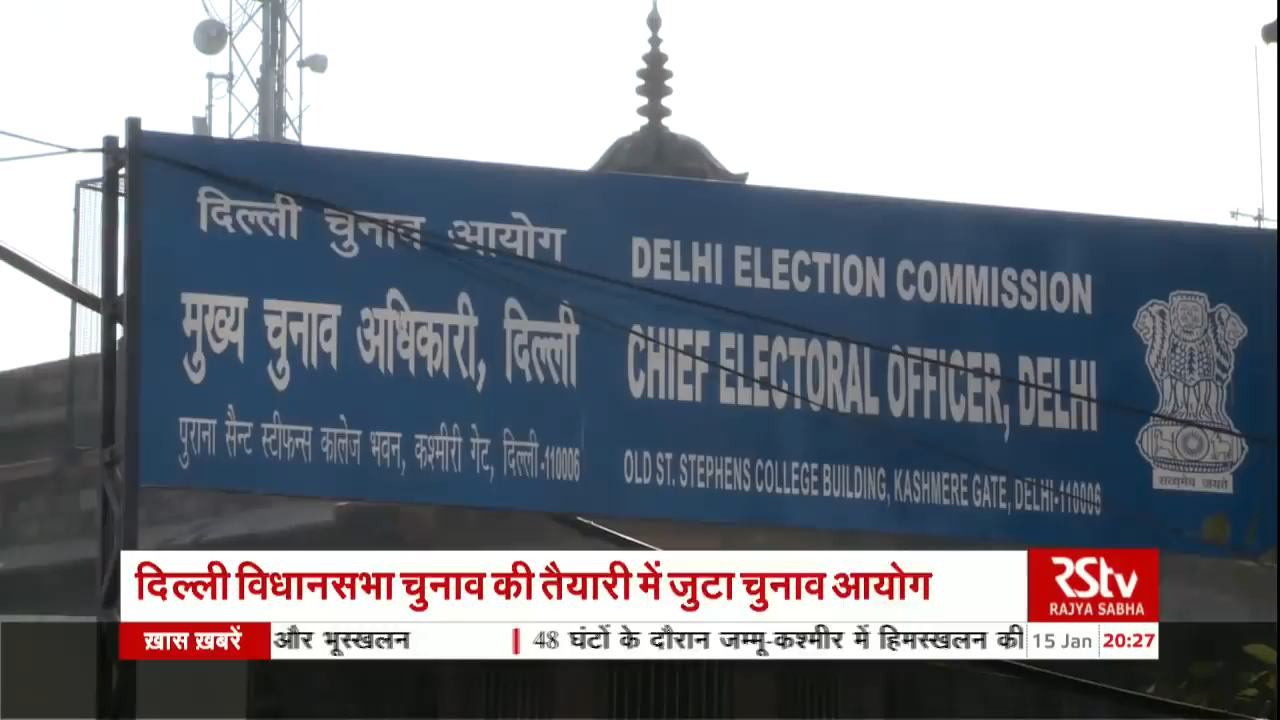 दिल्ली चुनाव आयोग
मुख्य चुनाव अधिकारी, दिल्ली
पुराना सैन्ट स्टीफन्स कालेज भवन, कश्मीरी गेट, दिल्ली-110006
DELHI ELECTION COMMISSION
CHIEF ELECTORAL OFFICER, DELHI
OLD ST. STEPHENS COLLEGE BUILDING, KASHMERE GATE, DELHI-110006
सत्यमेव जयते
दिल्ली विधानसभा चुनाव की तैयारी में जुटा चुनाव आयोग
RSTV
RAJYA SABHA
ख़ास ख़बरें
और भूस्खलन
48 घंटों के दौरान जम्मू-कश्मीर में हिमस्खलन की
15 Jan 20:27